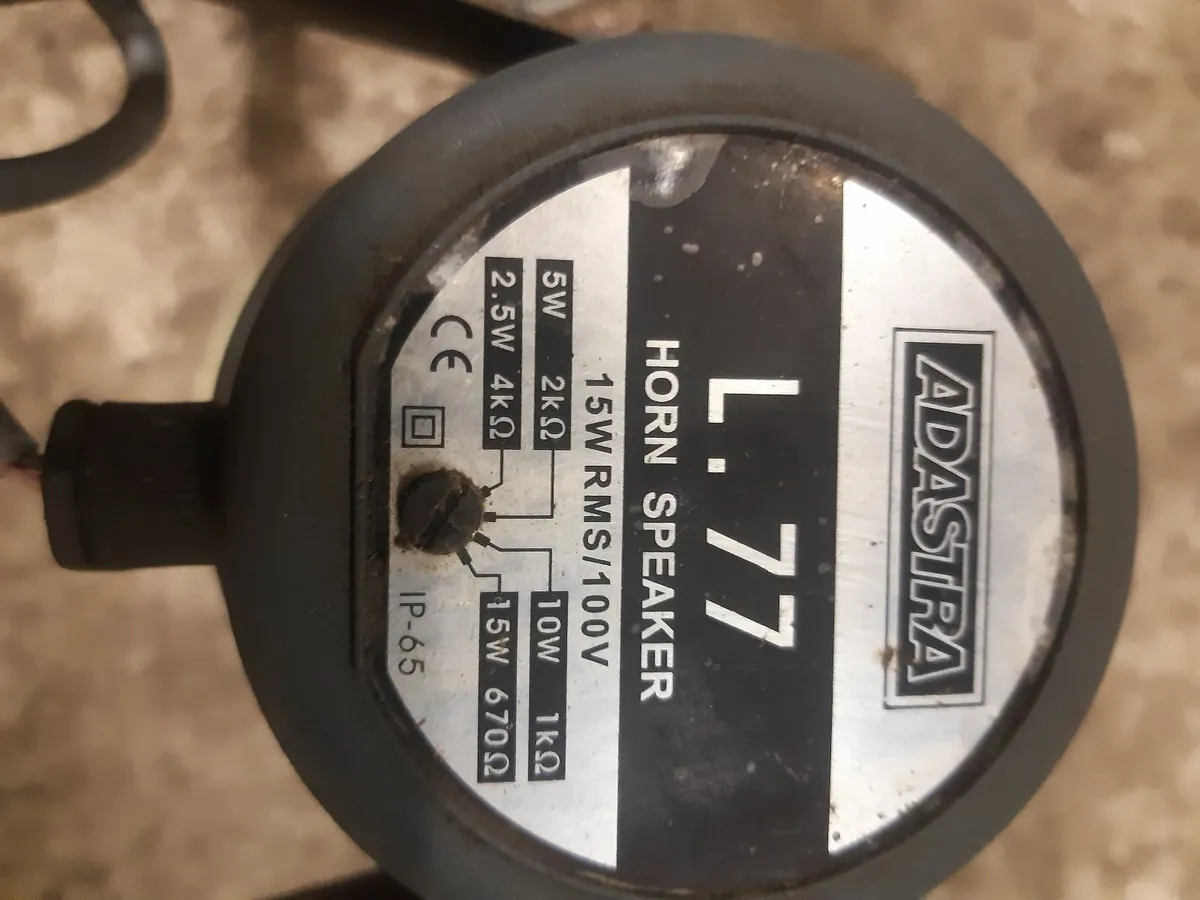 ADASTRA
L.77
HORN SPEAKER
15W RMS/100V
5W 2kΩ
10W 1kΩ
2.5W 4kΩ
15W 670Ω
CE
IP-65